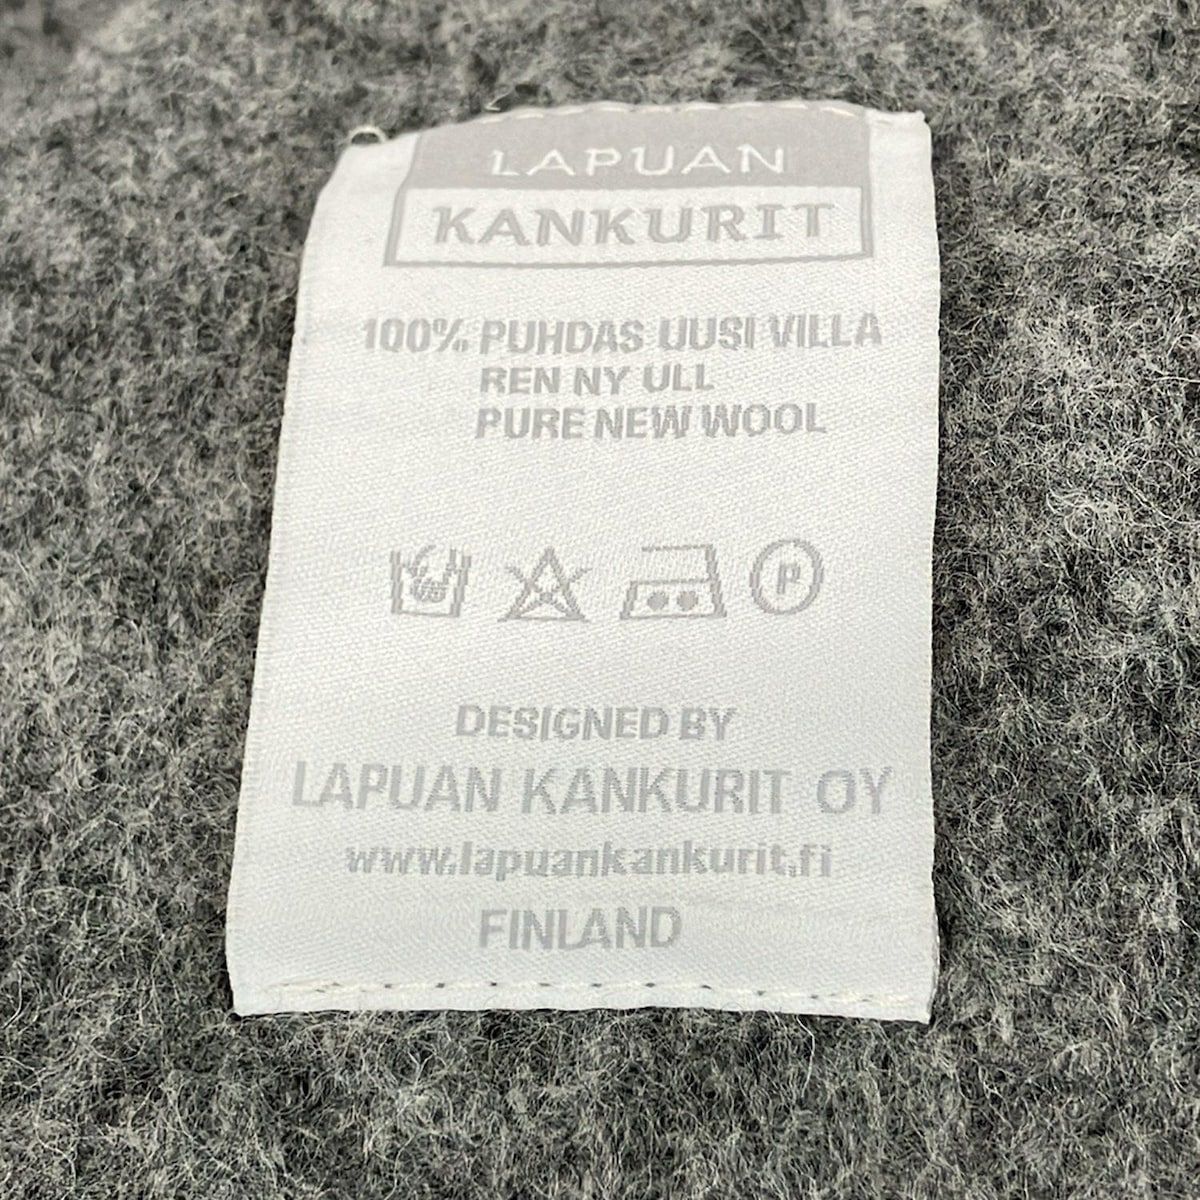 LAPUAN
KANKURIT
100% PUHDAS UUSI VILLA
REN NY ULL
PURE NEW WOOL
P
DESIGNED BY
LAPUAN KANKURIT OY
www.lapuankankurit.fi
FINLAND